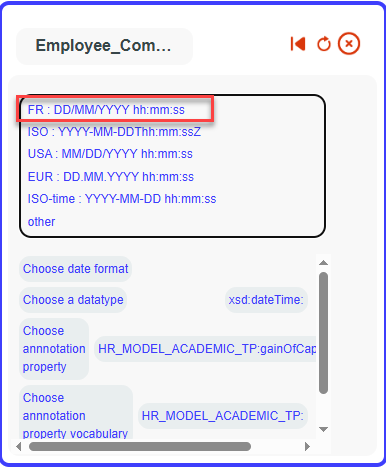 Employee_Com...
FR : DD/MM/YYYY hh:mm:ss
ISO : YYYY-MM-DDThh:mm:ssZ
USA : MM/DD/YYYY hh:mm:ss
EUR : DD.MM.YYYY hh:mm:ss
ISO-time : YYYY-MM-DD hh:mm:ss
other
Choose date format
Choose a datatype xsd:dateTime:
Choose
annnotation HR_MODEL_ACADEMIC_TP:gainOfCap
property
Choose
annnotation HR_MODEL_ACADEMIC_TP:
property vocabulary